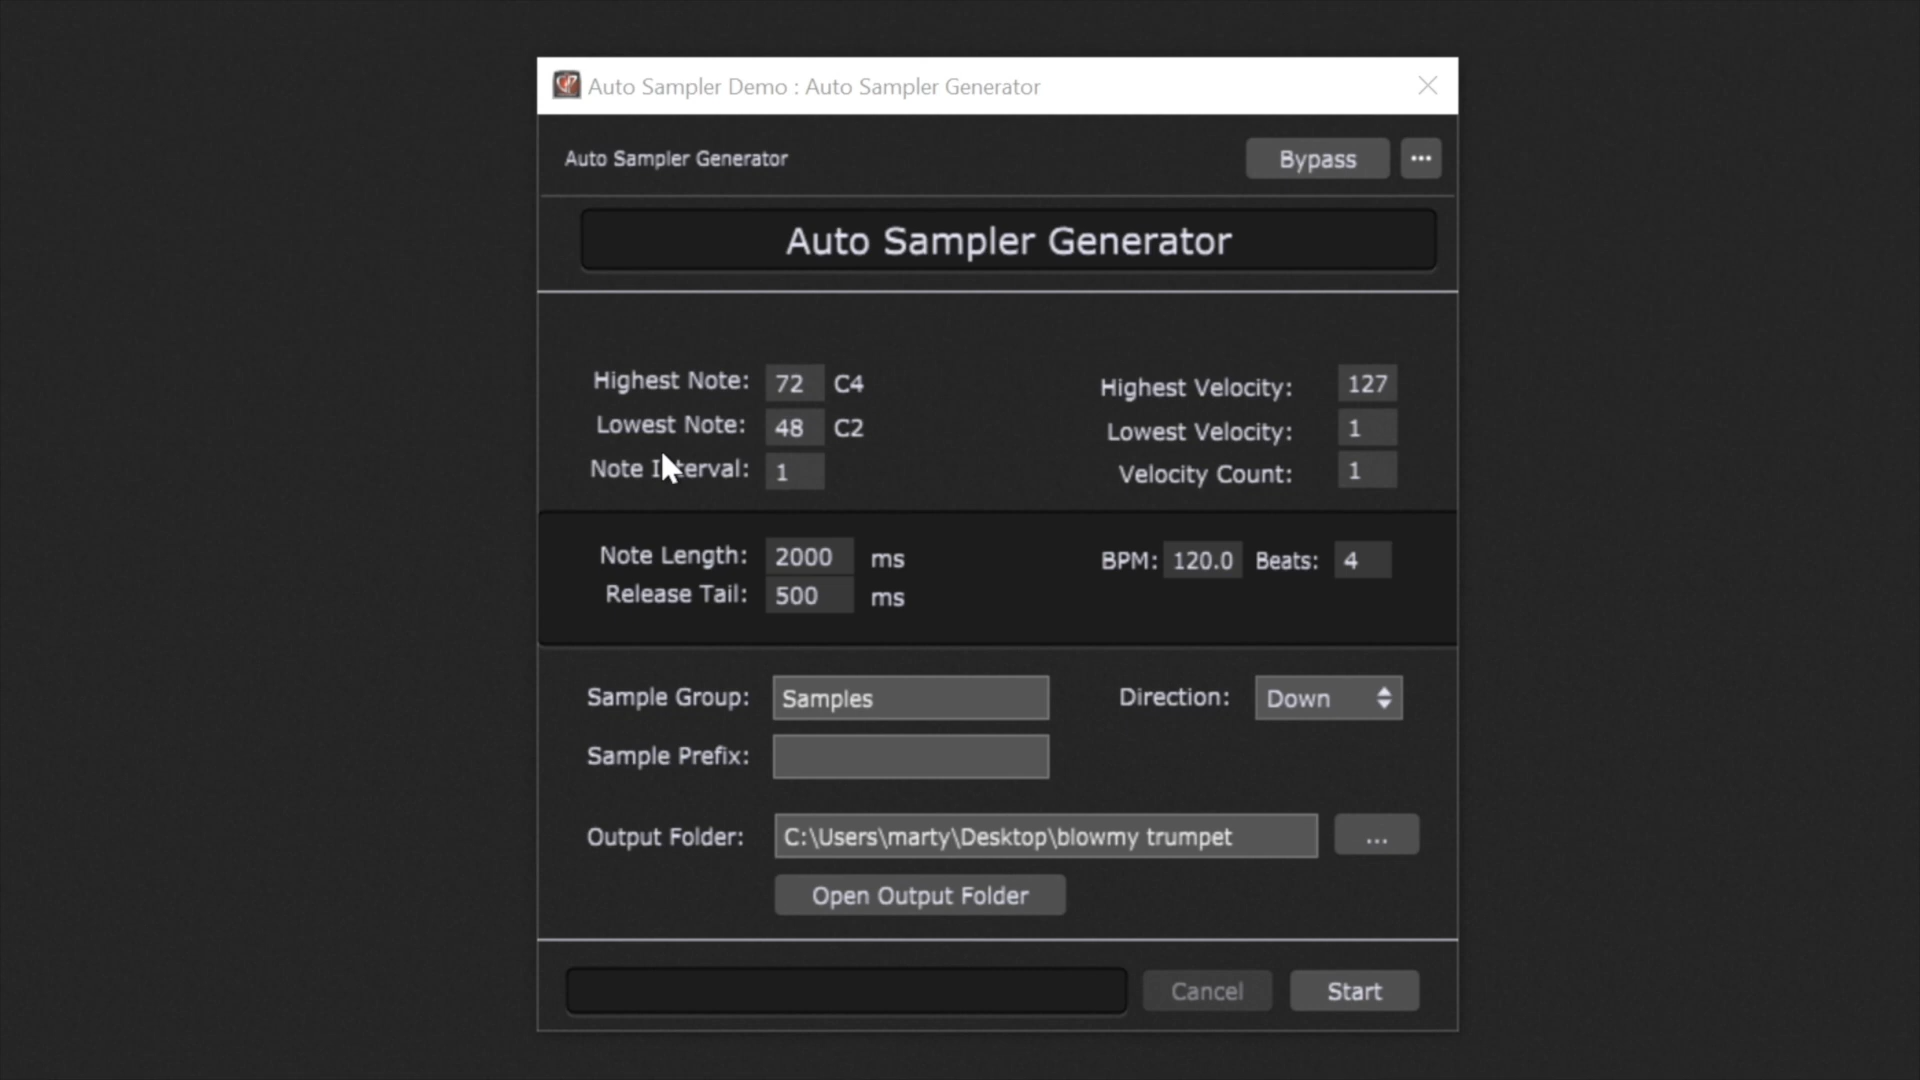 Auto Sampler Demo : Auto Sampler Generator
Auto Sampler Generator Bypass ...
Auto Sampler Generator
Highest Note: 72 C4 Highest Velocity: 127
Lowest Note: 48 C2 Lowest Velocity: 1
Note Interval: 1 Velocity Count: 1
Note Length: 2000 ms BPM: 120.0 Beats: 4
Release Tail: 500 ms
Sample Group: Samples Direction: Down
Sample Prefix:
Output Folder: C:\Users\marty\Desktop\blowmy trumpet ...
Open Output Folder
Cancel Start